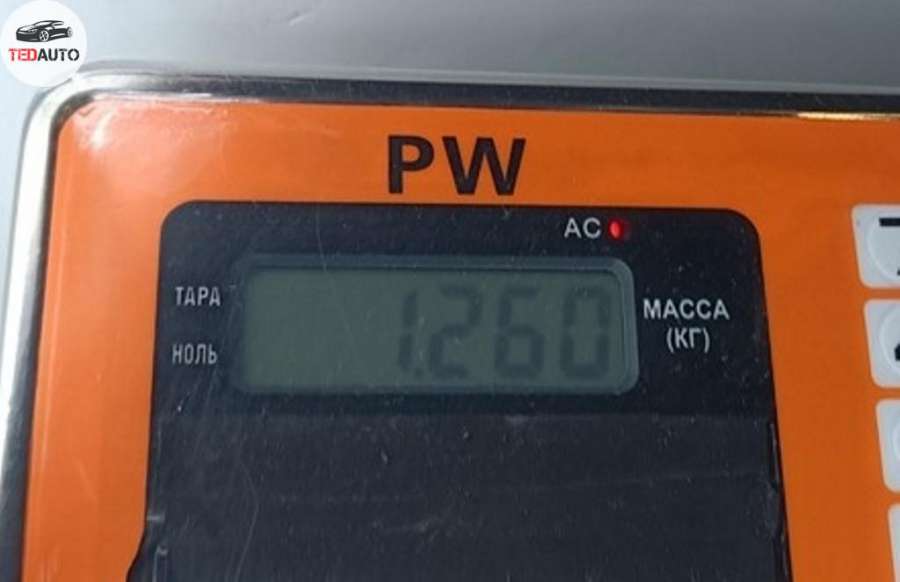 TEDAUTO
PW
AC
ТАРА
1.260
МАССА
(КГ)
НОЛЬ